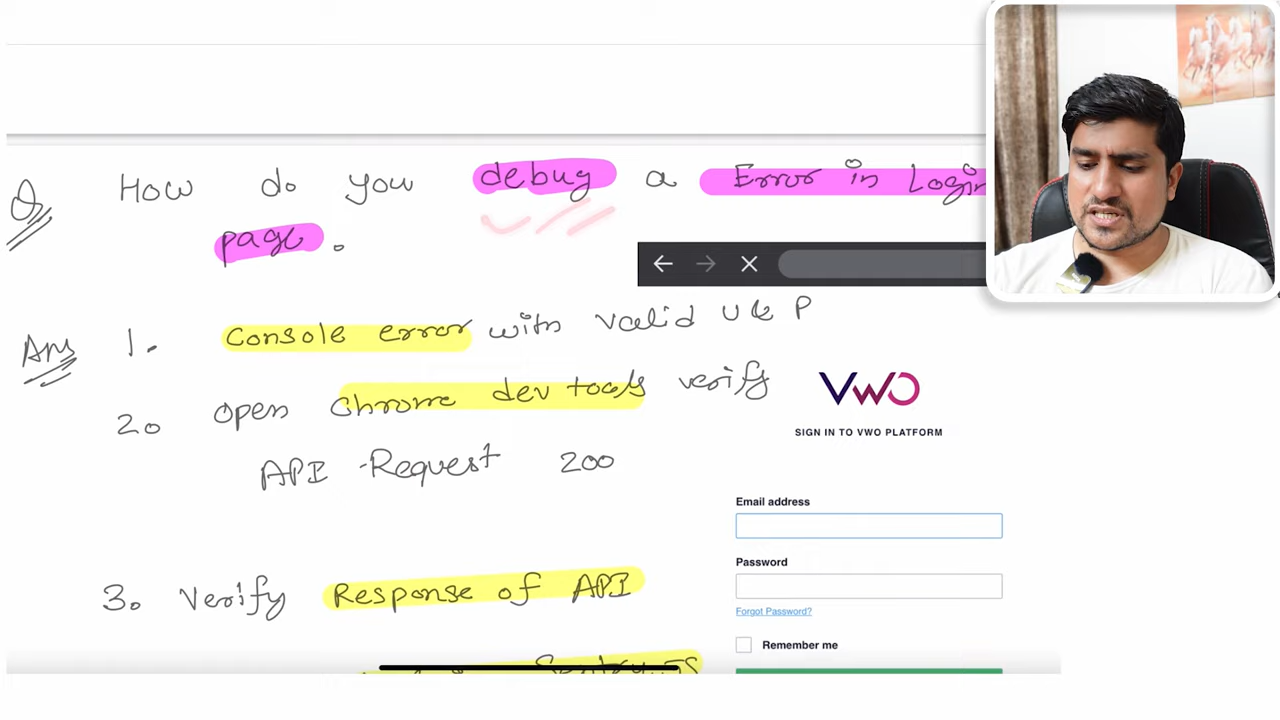 Q How do you debug a Error in Login
page.
Ans 1. Console error with valid U & P
2. open Chrome dev tools verify
API -Request 200
3. Verify Response of API
VWO
SIGN IN TO VWO PLATFORM
Email address
Password
Forgot Password?
Remember me